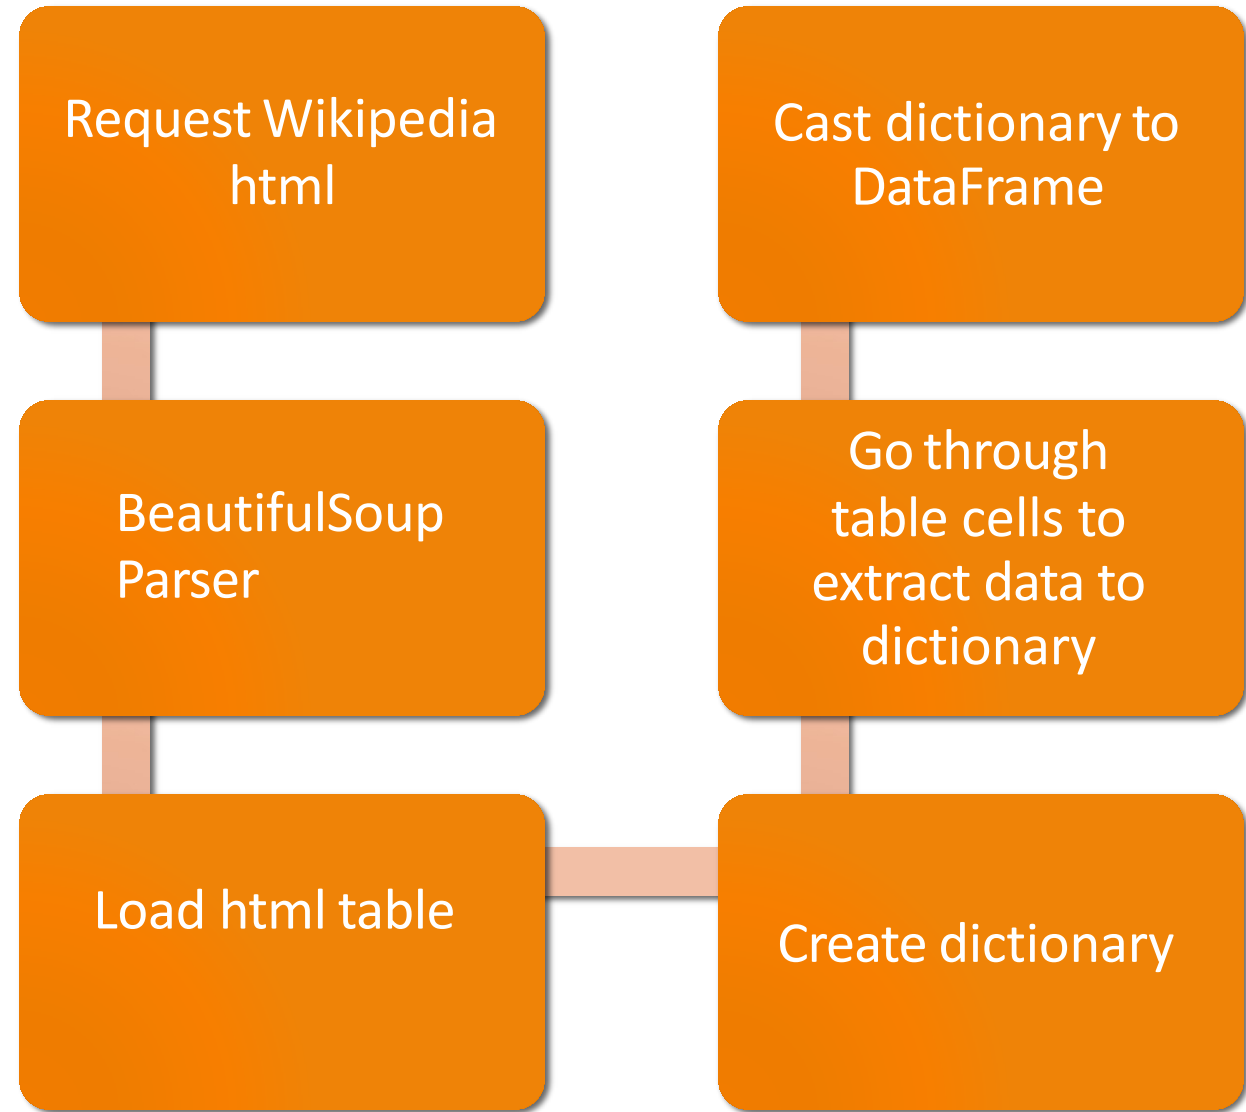 Request Wikipedia
html
BeautifulSoup
Parser
Load html table
Create dictionary
Go through
table cells to
extract data to
dictionary
Cast dictionary to
DataFrame